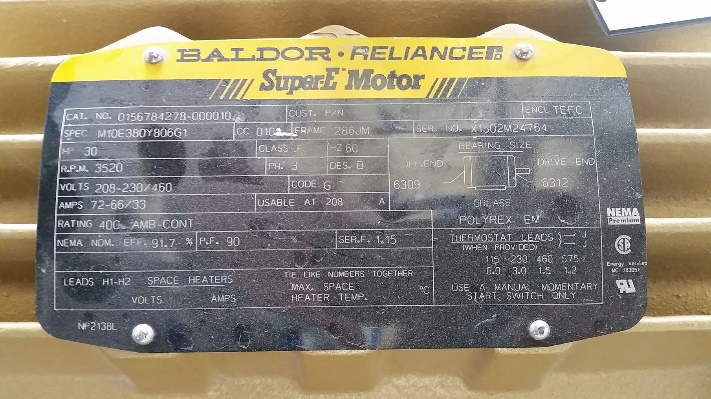 BALDOR · RELIANCER
Super-E Motor
CAT. NO. 0156784278-000010 CUST. P/N ENCL TEFC
SPEC M10E380Y806G1 CC FRAME 286JM SER. NO. X1502M24764
HP 30 CLASS F HZ 60 BEARING SIZE
R.P.M. 3520 PH. 3 DES. B OPP.END DRIVE END
VOLTS 208-230/460 CODE G 6309 6312
AMPS 72-66/33 USABLE AT 208 A GREASE
RATING 40C AMB-CONT POLYREX EM
NEMA NOM. EFF. 91.7 % P.F. 90 SER.F. 1.15 THERMOSTAT LEADS J J
(WHEN PROVIDED)
115 230 460 575
6.0 3.0 1.5 1.2
LEADS H1-H2 SPACE HEATERS TIE LIKE NUMBERS TOGETHER
VOLTS AMPS MAX. SPACE HEATER TEMP.
USE A MANUAL MOMENTARY
START SWITCH ONLY
NP2138L
NEMA
Premium
Energy Verified